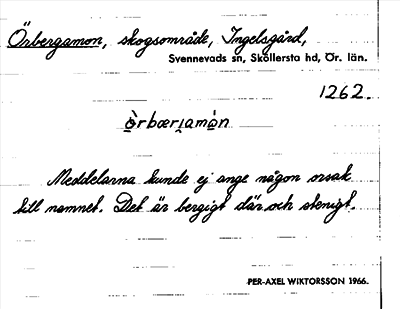 Örbergamon, skogsområde, Ingelsgård,
Svennevads sn, Sköllersta hd, Ör. län.
1262.
Meddelarna kunde ej ange någon orsak
till namnet. Det är bergigt där och stenigt.
PER-AXEL WIKTORSSON 1966.